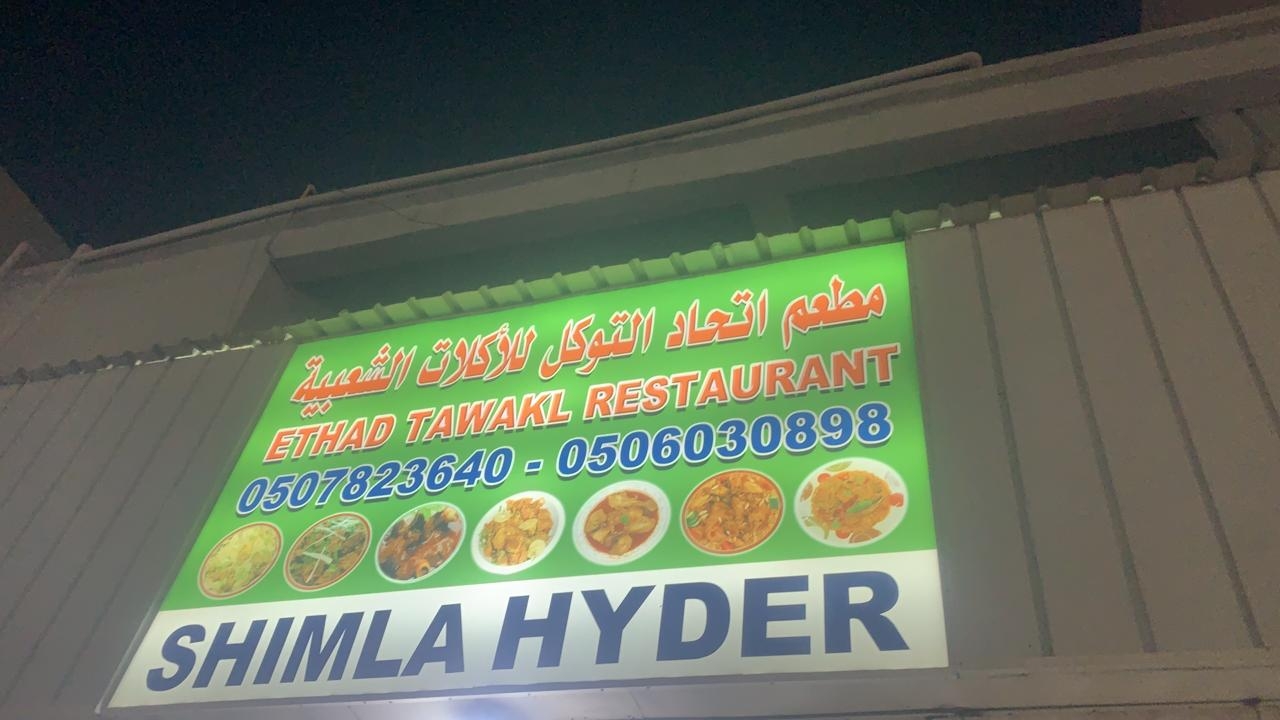 مطعم اتحاد التوكل للأكلات الشعبية
ETHAD TAWAKL RESTAURANT
0507823640 - 0506030898
SHIMLA HYDER